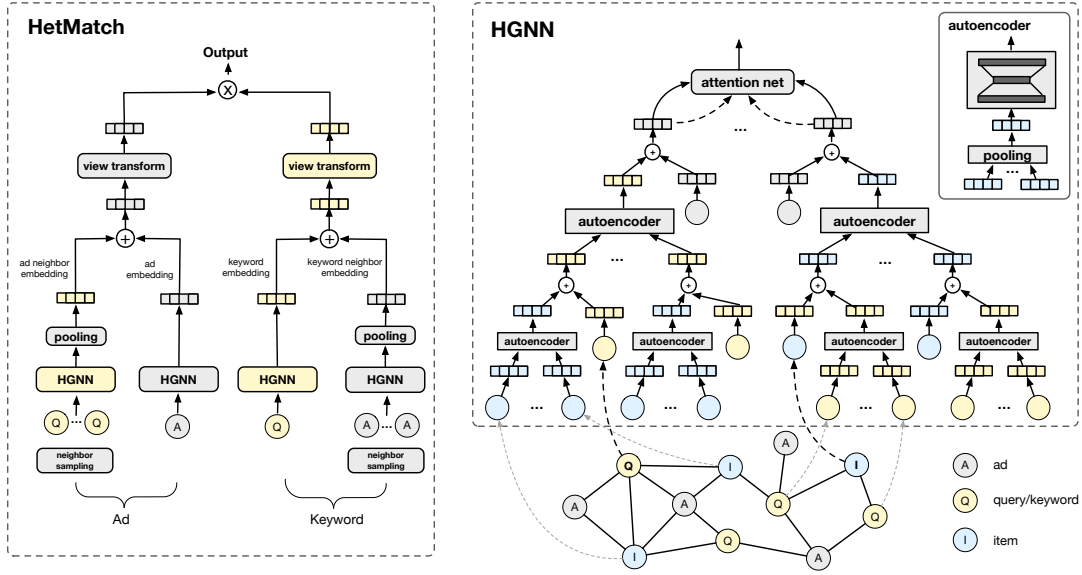 HetMatch
Output
X
view transform
view transform
+
+
ad neighbor
embedding
ad
embedding
keyword
embedding
keyword neighbor
embedding
pooling
pooling
HGNN
HGNN
HGNN
HGNN
Q
...
Q
A
Q
A
...
A
neighbor
sampling
neighbor
sampling
Ad
Keyword
HGNN
attention net
...
+
+
autoencoder
autoencoder
...
...
+
+
+
+
autoencoder
autoencoder
autoencoder
autoencoder
...
...
...
...
autoencoder
pooling
...
A
Q
I
I
A
A
Q
Q
Q
I
A
A
ad
Q
query/keyword
I
item